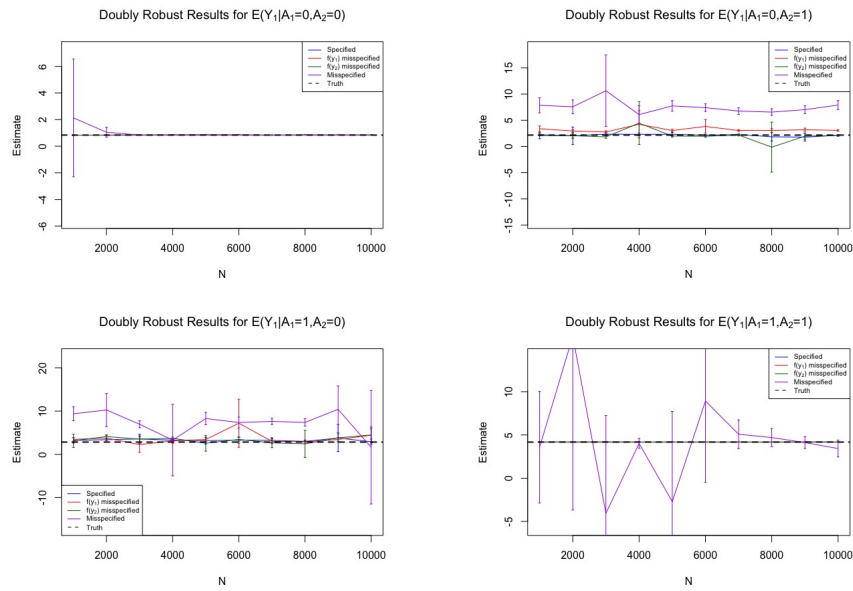 Doubly Robust Results for E(Y₁|A₁=0,A₂=0)
Estimate
6
4
2
0
-2
-4
-6
Specified
f(y₁) misspecified
f(y₂) misspecified
Misspecified
Truth
2000 4000 6000 8000 10000
N
Doubly Robust Results for E(Y₁|A₁=0,A₂=1)
Estimate
15
10
5
0
-5
-10
-15
Specified
f(y₁) misspecified
f(y₂) misspecified
Misspecified
Truth
2000 4000 6000 8000 10000
N
Doubly Robust Results for E(Y₁|A₁=1,A₂=0)
Estimate
20
10
0
-10
Specified
f(y₁) misspecified
f(y₂) misspecified
Misspecified
Truth
2000 4000 6000 8000 10000
N
Doubly Robust Results for E(Y₁|A₁=1,A₂=1)
Estimate
10
5
0
-5
Specified
f(y₁) misspecified
f(y₂) misspecified
Misspecified
Truth
2000 4000 6000 8000 10000
N